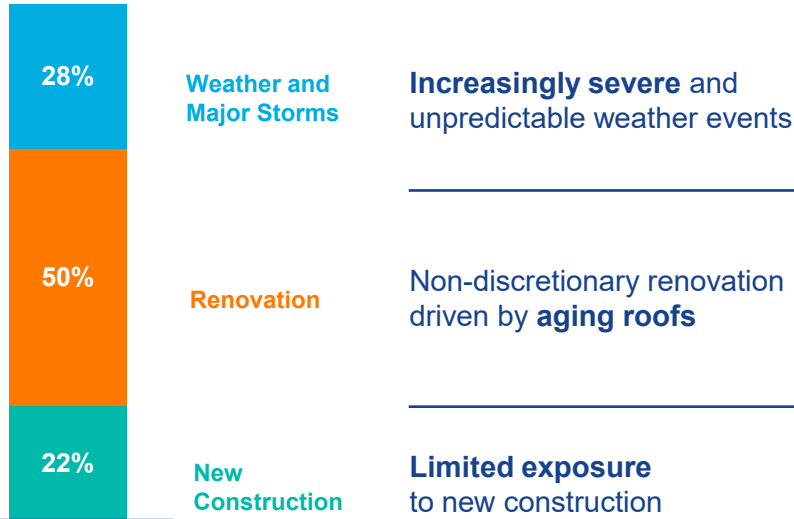 28%
Weather and
Major Storms
Increasingly severe and
unpredictable weather events
50%
Renovation
Non-discretionary renovation
driven by aging roofs
22%
New
Construction
Limited exposure
to new construction